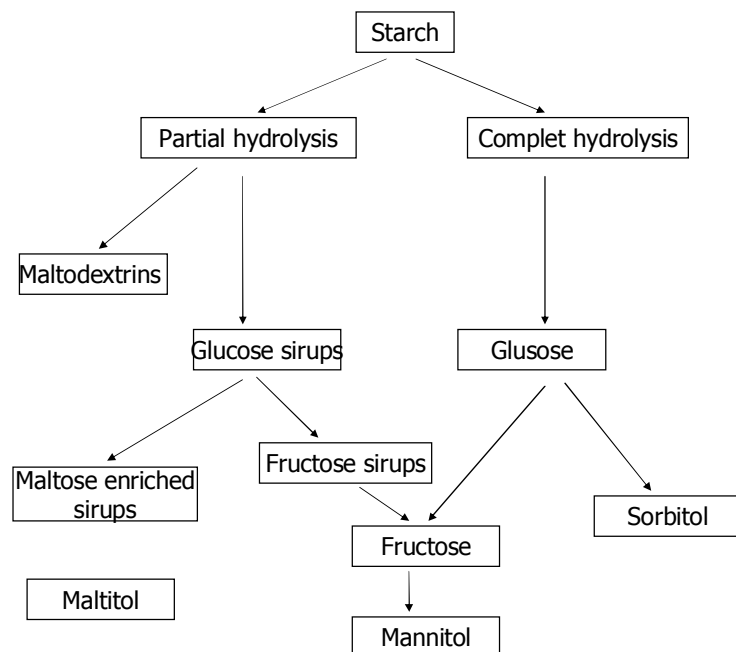 Starch
Partial hydrolysis
Complet hydrolysis
Maltodextrins
Glucose sirups
Glusose
Maltose enriched
sirups
Fructose sirups
Sorbitol
Fructose
Maltitol
Mannitol